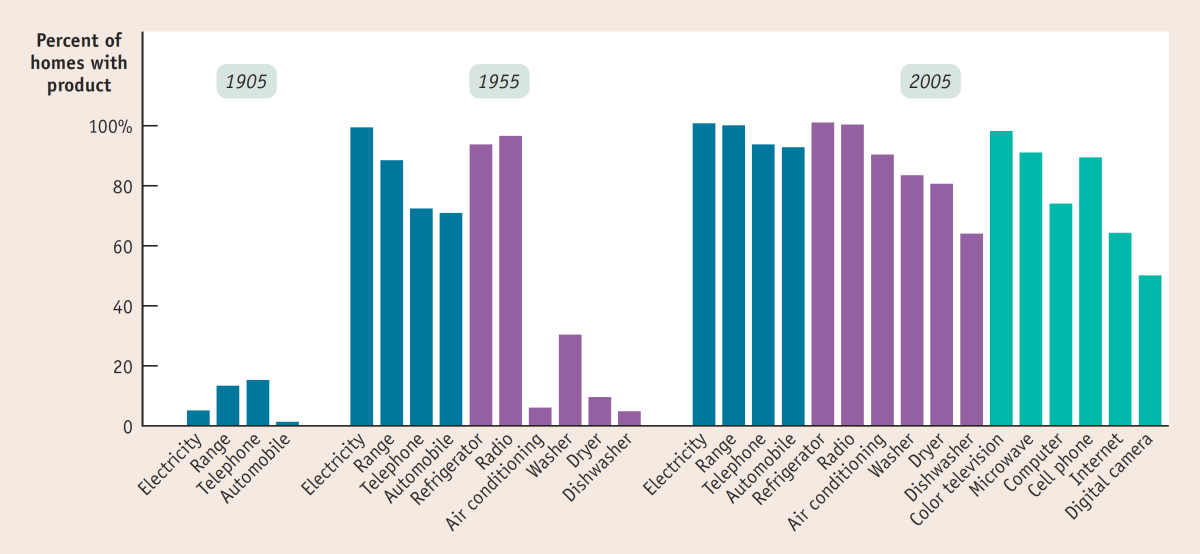 Percent of
homes with
product
1905
1955
2005
100%
80
60
40
20
0
Electricity
Range
Telephone
Automobile
Electricity
Range
Telephone
Automobile
Refrigerator
Radio
Air conditioning
Washer
Dryer
Dishwasher
Electricity
Range
Telephone
Automobile
Refrigerator
Radio
Air conditioning
Washer
Dryer
Dishwasher
Color television
Microwave
Computer
Cell phone
Internet
Digital camera